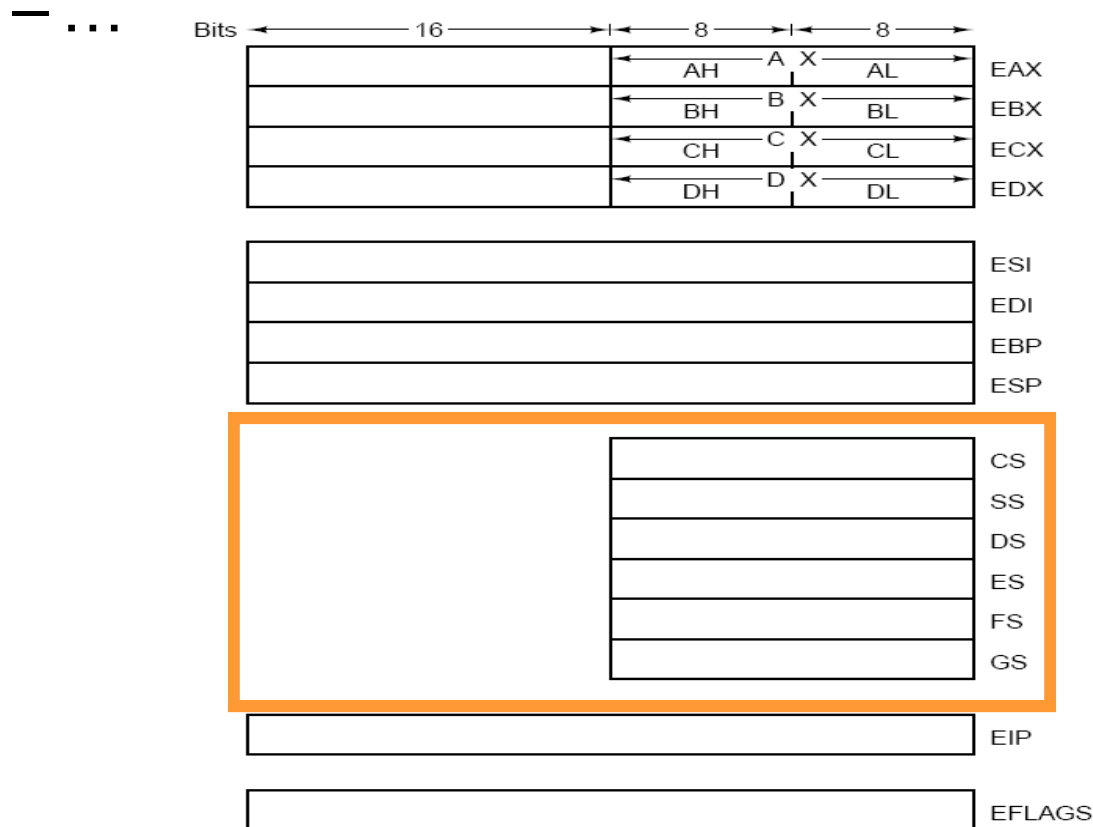 – ...
Bits 16 8 8
A X
AH AL EAX
B X
BH BL EBX
C X
CH CL ECX
D X
DH DL EDX
ESI
EDI
EBP
ESP
CS
SS
DS
ES
FS
GS
EIP
EFLAGS